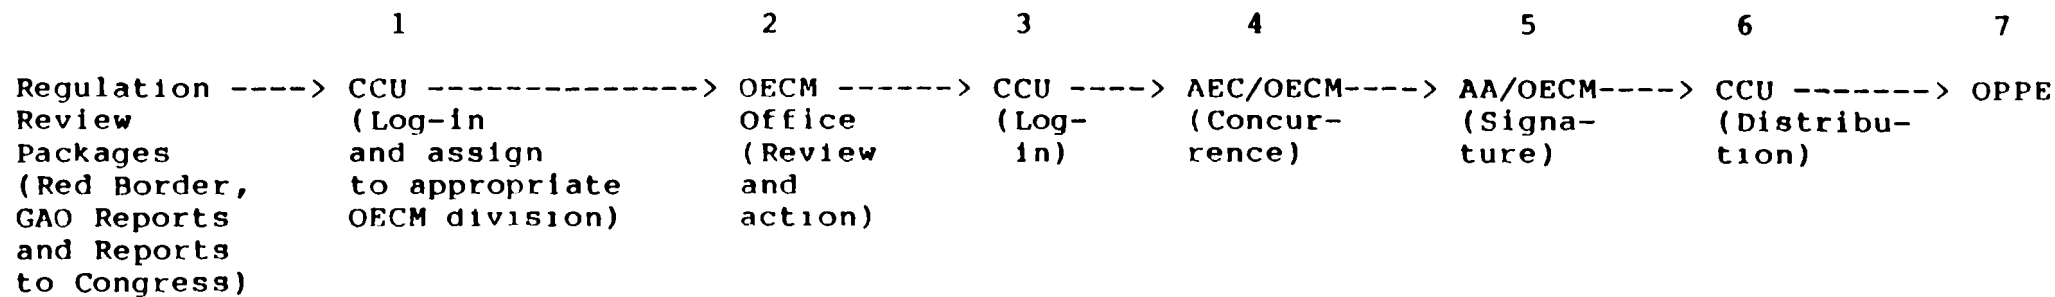 1 2 3 4 5 6 7
Regulation ----> CCU --------------> OECM ------> CCU ----> AEC/OECM----> AA/OECM----> CCU -------> OPPE
Review (Log-in Office (Log- (Concur- (Signa- (Distribu-
Packages and assign (Review in) rence) ture) tion)
(Red Border, to appropriate and
GAO Reports OECM division) action)
and Reports
to Congress)